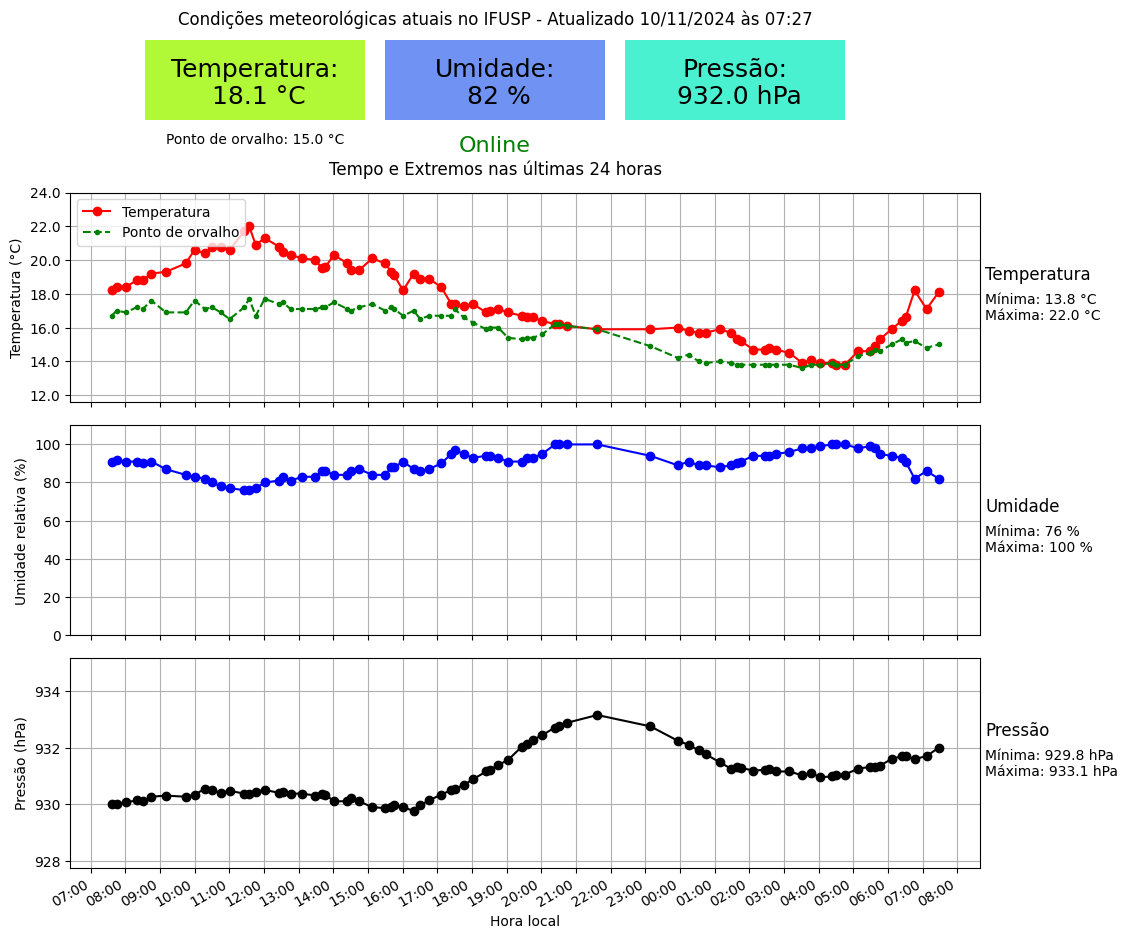 Condições meteorológicas atuais no IFUSP - Atualizado 10/11/2024 às 07:27
Temperatura:
18.1 °C
Umidade:
82 %
Pressão:
932.0 hPa
Ponto de orvalho: 15.0 °C
Online
Tempo e Extremos nas últimas 24 horas
Temperatura (°C)
24.0
22.0
20.0
18.0
16.0
14.0
12.0
Temperatura
Ponto de orvalho
Temperatura
Mínima: 13.8 °C
Máxima: 22.0 °C
Umidade relativa (%)
100
80
60
40
20
0
Umidade
Mínima: 76 %
Máxima: 100 %
Pressão (hPa)
934
932
930
928
Pressão
Mínima: 929.8 hPa
Máxima: 933.1 hPa
07:00 08:00 09:00 10:00 11:00 12:00 13:00 14:00 15:00 16:00 17:00 18:00 19:00 20:00 21:00 22:00 23:00 00:00 01:00 02:00 03:00 04:00 05:00 06:00 07:00 08:00
Hora local